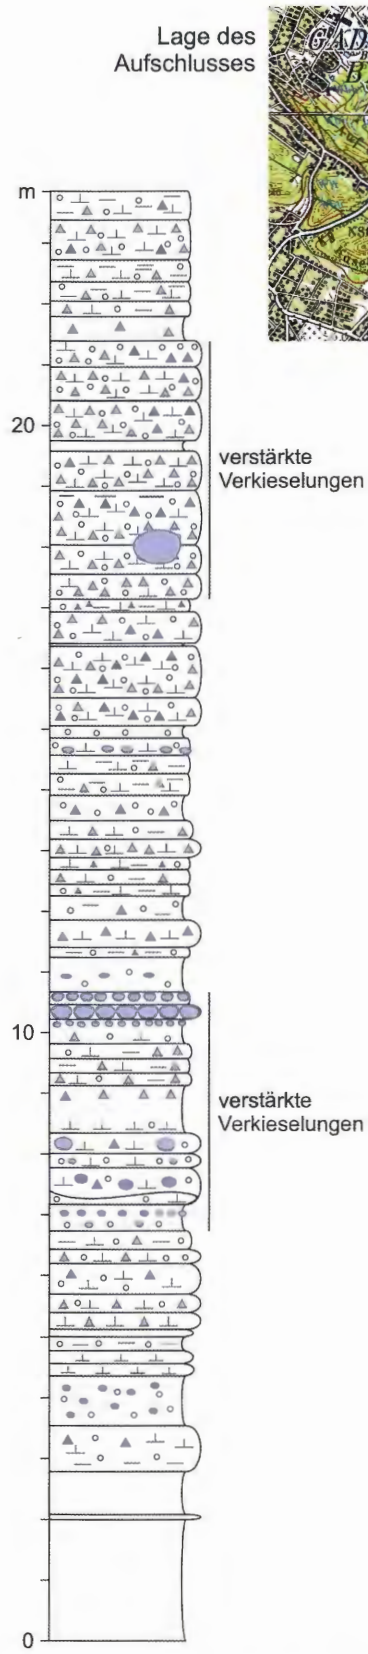 Lage des
Aufschlusses
m
20
verstärkte
Verkieselungen
10
verstärkte
Verkieselungen
0